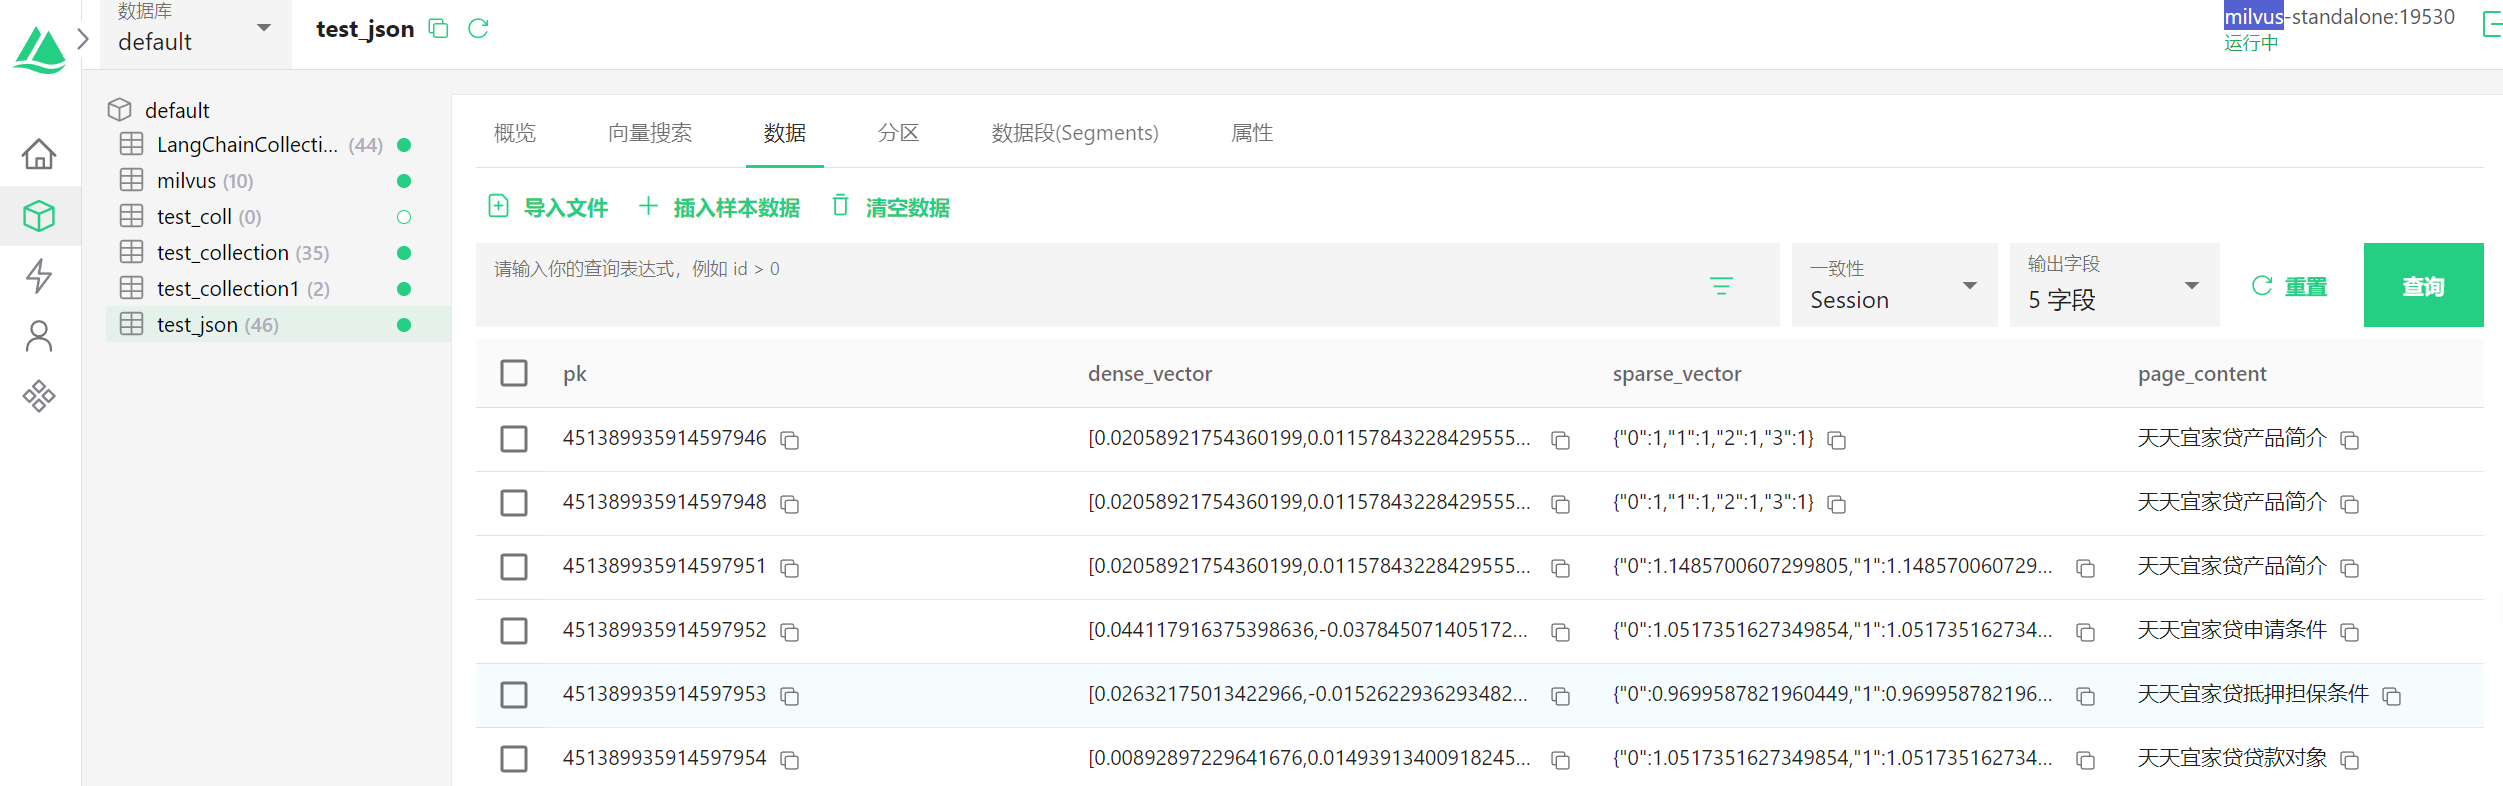 数据库
default
test_json
milvus-standalone:19530
运行中
default
LangChainCollecti... (44)
milvus (10)
test_coll (0)
test_collection (35)
test_collection1 (2)
test_json (46)
概览 向量搜索 数据 分区 数据段(Segments) 属性
导入文件 插入样本数据 清空数据
请输入你的查询表达式，例如 id > 0
一致性
Session
输出字段
5 字段
重置
查询
pk dense_vector sparse_vector page_content
451389935914597946 [0.02058921754360199,0.01157843228429555... {"0":1,"1":1,"2":1,"3":1} 天天宜家贷产品简介
451389935914597948 [0.02058921754360199,0.01157843228429555... {"0":1,"1":1,"2":1,"3":1} 天天宜家贷产品简介
451389935914597951 [0.02058921754360199,0.01157843228429555... {"0":1.1485700607299805,"1":1.148570060729... 天天宜家贷产品简介
451389935914597952 [0.044117916375398636,-0.037845071405172... {"0":1.0517351627349854,"1":1.051735162734... 天天宜家贷申请条件
451389935914597953 [0.02632175013422966,-0.0152622936293482... {"0":0.9699587821960449,"1":0.969958782196... 天天宜家贷抵押担保条件
451389935914597954 [0.00892897229641676,0.01493913400918245... {"0":1.0517351627349854,"1":1.051735162734... 天天宜家贷贷款对象